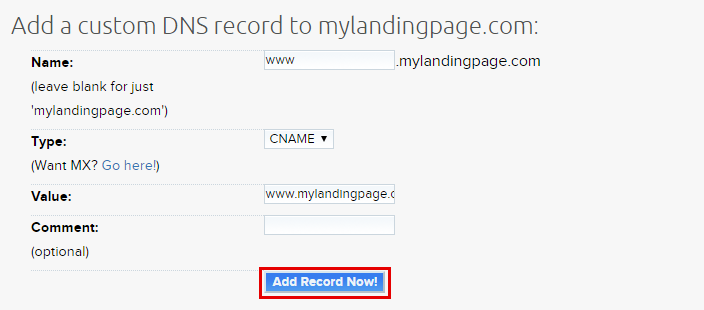 Add a custom DNS record to mylandingpage.com:
Name: www .mylandingpage.com
(leave blank for just
'mylandingpage.com')
Type: CNAME
(Want MX? Go here!)
Value: www.mylandingpage.c
Comment:
(optional)
Add Record Now!